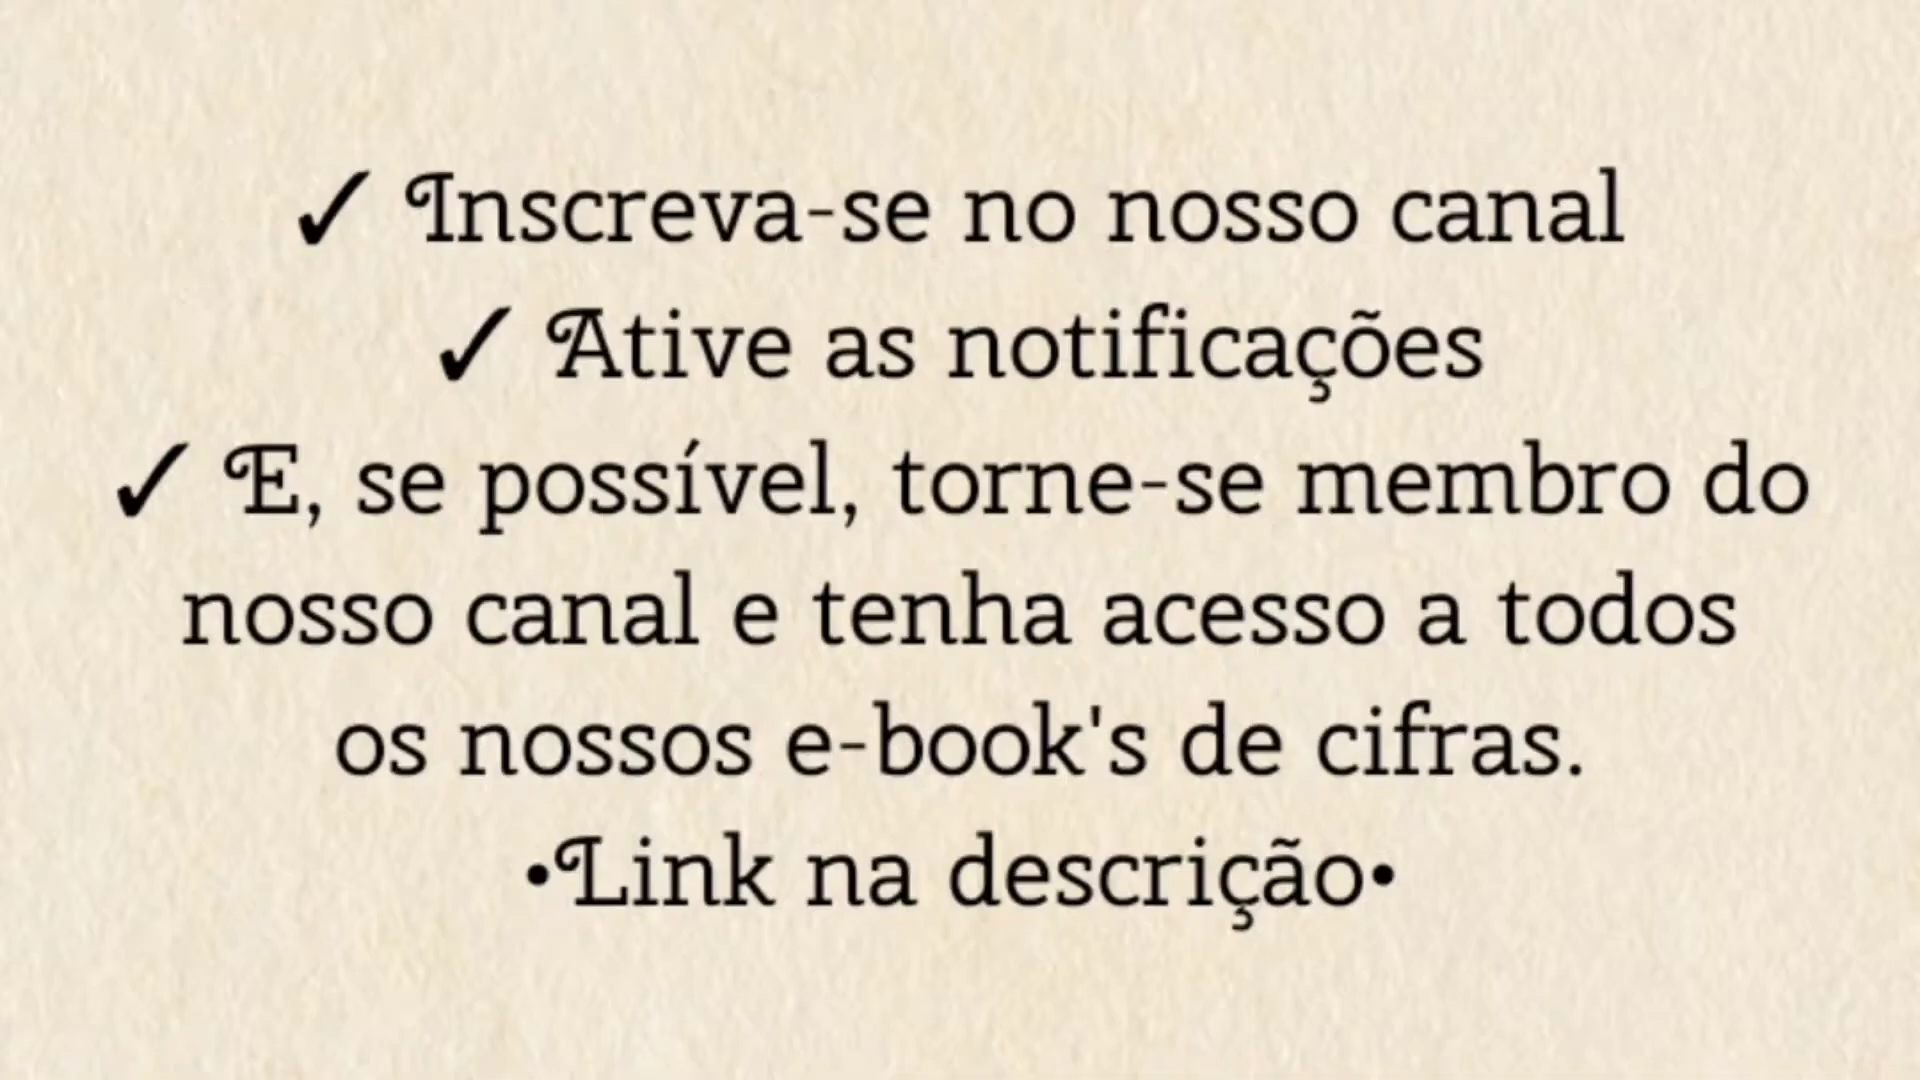 ✓ Inscreva-se no nosso canal
✓ Ative as notificações
✓ E, se possível, torne-se membro do
nosso canal e tenha acesso a todos
os nossos e-book's de cifras.
•Link na descrição•